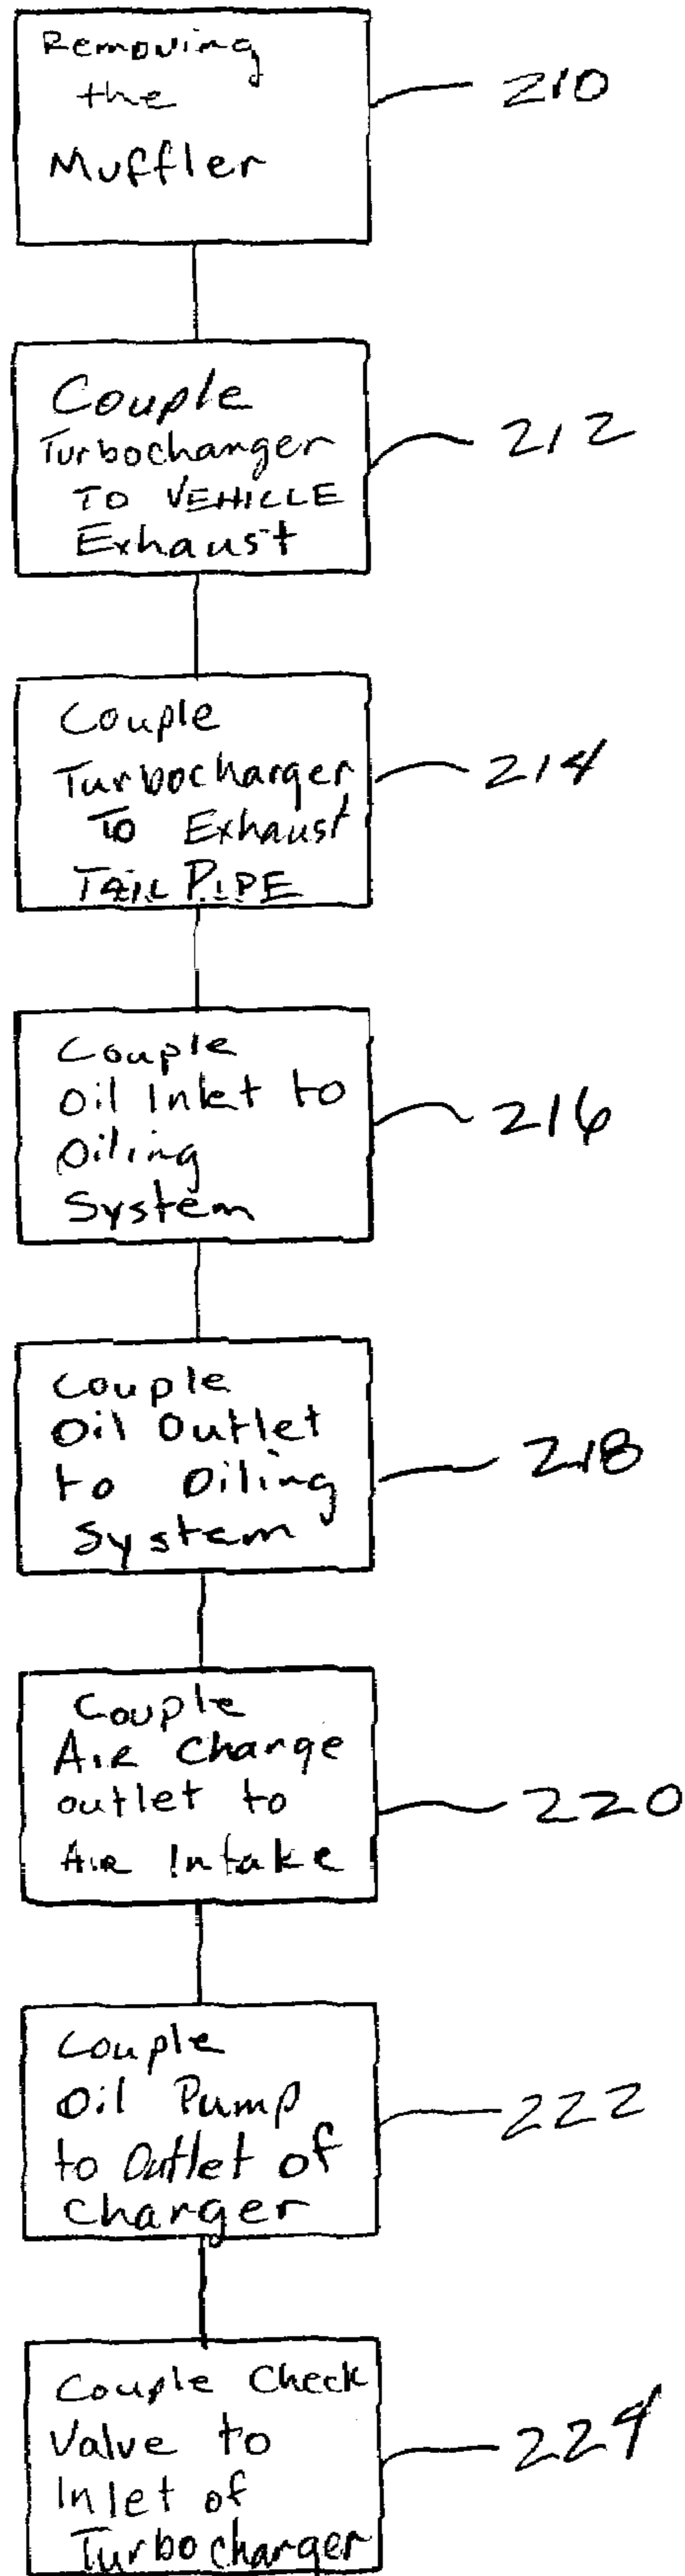 Removing
the
Muffler
210
Couple
Turbochanger
TO VEHICLE
Exhaust
212
Couple
Turbocharger
To Exhaust
TAIL PIPE
214
Couple
Oil Inlet to
Oiling
System
216
Couple
Oil Outlet
to Oiling
System
218
Couple
AIR Charge
outlet to
AIR Intake
220
Couple
Oil Pump
to Outlet of
Charger
222
Couple Check
Valve to
Inlet of
Turbocharger
224